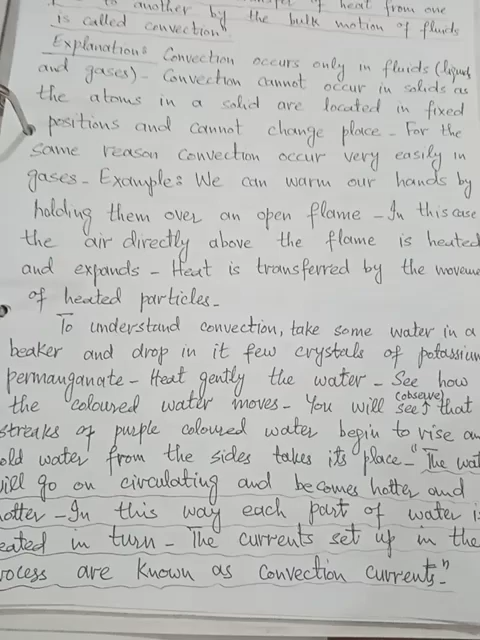 to another by the bulk motion of fluids
is called convection"
Explanation: Convection occurs only in fluids (liquids
and gases)- Convection cannot occur in solids as
the atoms in a solid are located in fixed
positions and cannot change place- For the
same reason convection occur very easily in
gases- Example: We can warm our hands by
holding them over an open flame -In this case
the air directly above the flame is heated
and expands- Heat is transferred by the moveme
of heated particles-
To understand convection, take some water in a
beaker and drop in it few crystals of potassium
permanganate- Heat gently the water- See how
the coloured water moves- You will see↑ (observe) that
streaks of purple coloured water begin to rise an
old water from the sides takes its place-"The wat
ill go on circulating and becomes hotter and
otter-In this way each part of water is
eated in turn- The currents set up in the
rocess are known as convection currents-"